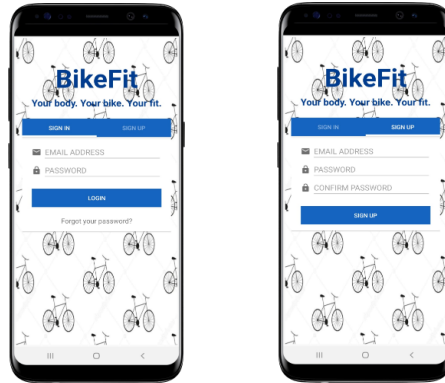 BikeFit
Your body. Your bike. Your fit.
SIGN IN SIGN UP
EMAIL ADDRESS
PASSWORD
LOGIN
Forgot your password?
BikeFit
Your body. Your bike. Your fit.
SIGN IN SIGN UP
EMAIL ADDRESS
PASSWORD
CONFIRM PASSWORD
SIGN UP